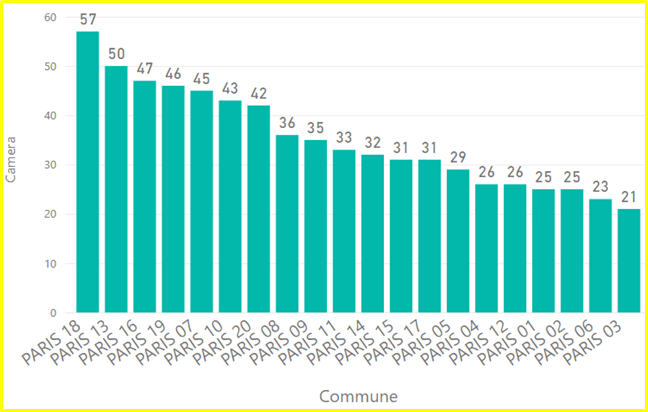 Camera
60
50
40
30
20
10
0
57
50
47
46
45
43
42
36
35
33
32
31
31
29
26
26
25
25
23
21
PARIS 18
PARIS 13
PARIS 16
PARIS 19
PARIS 07
PARIS 10
PARIS 20
PARIS 08
PARIS 09
PARIS 11
PARIS 14
PARIS 15
PARIS 17
PARIS 05
PARIS 04
PARIS 12
PARIS 01
PARIS 02
PARIS 06
PARIS 03
Commune